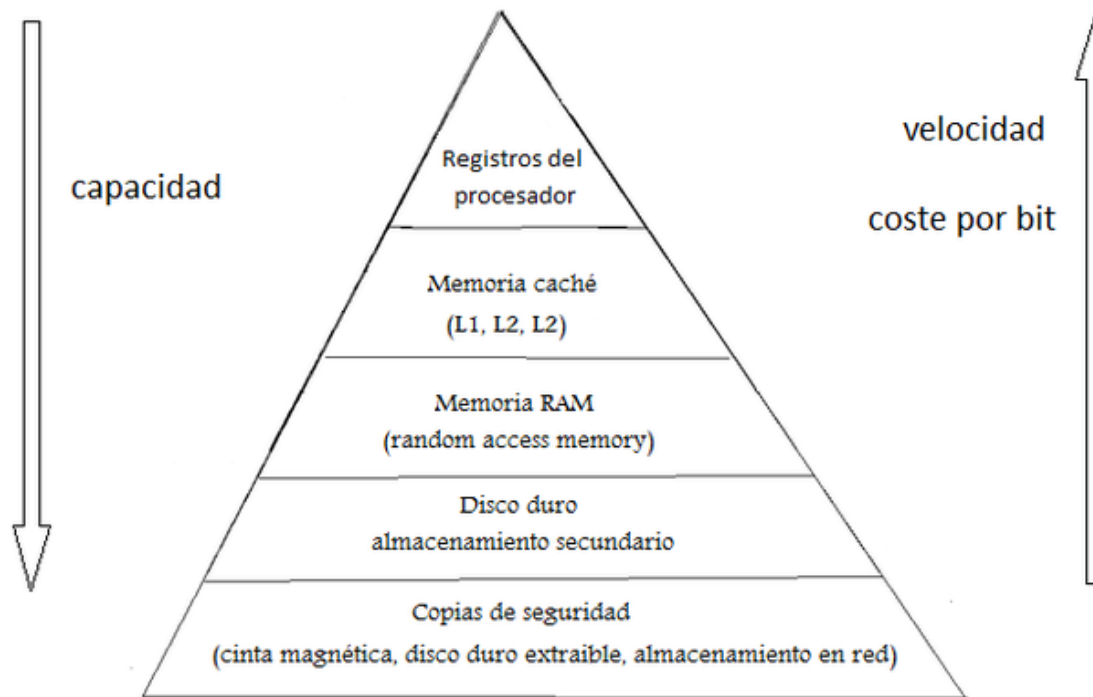 capacidad
velocidad
coste por bit
Registros del
procesador
Memoria caché
(L1, L2, L2)
Memoria RAM
(random access memory)
Disco duro
almacenamiento secundario
Copias de seguridad
(cinta magnética, disco duro extraible, almacenamiento en red)